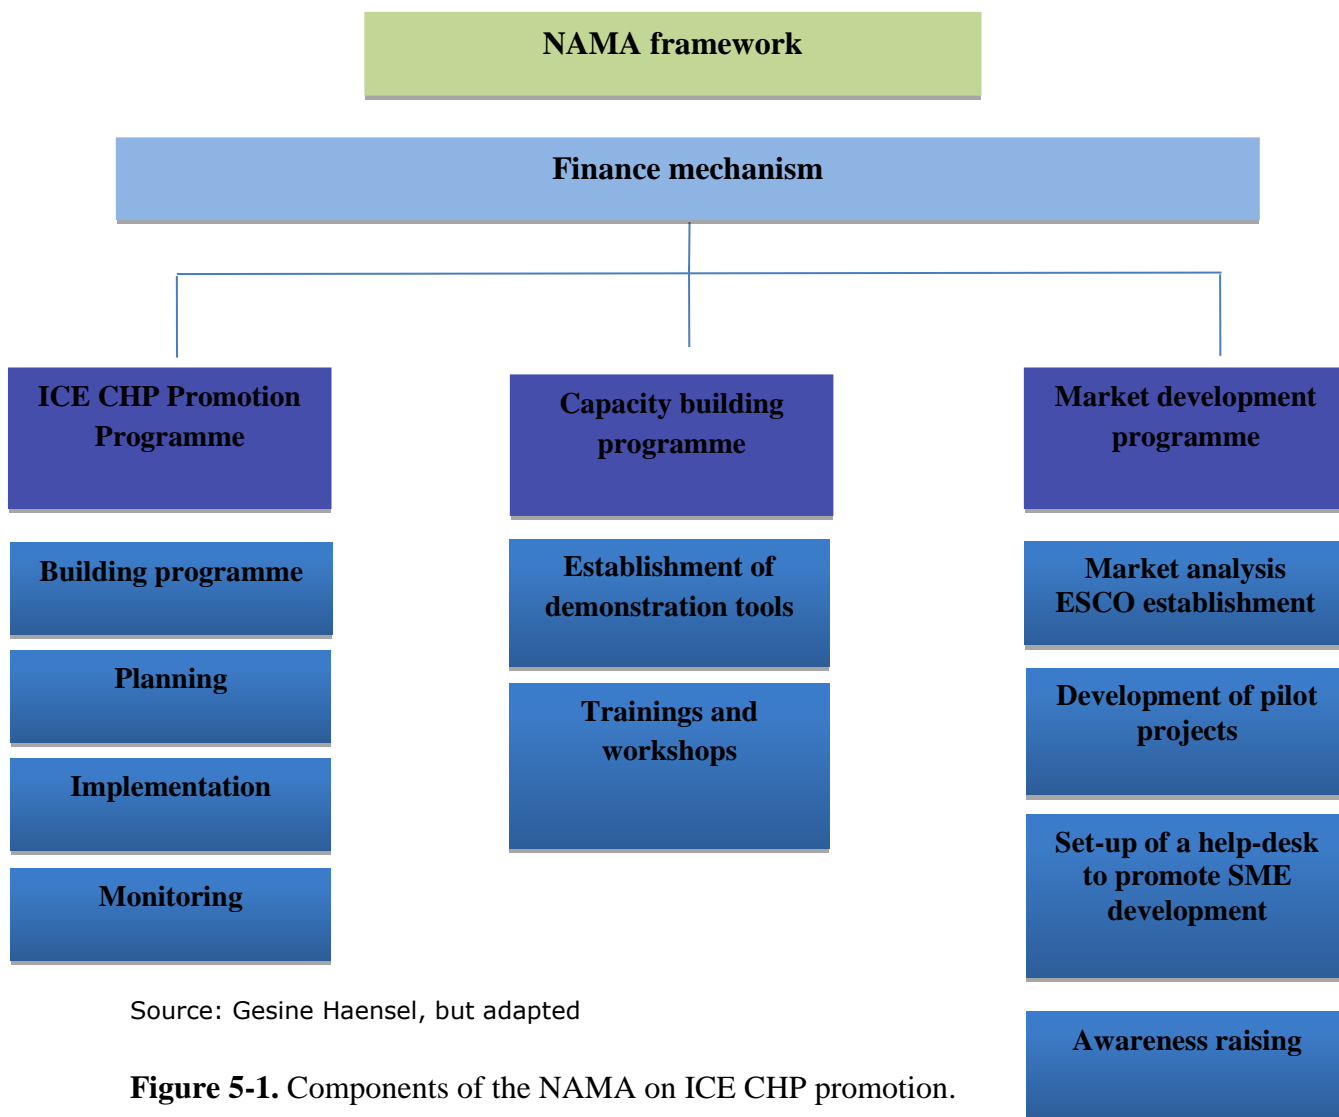 NAMA framework
Finance mechanism
ICE CHP Promotion
Programme
Building programme
Planning
Implementation
Monitoring
Capacity building
programme
Establishment of
demonstration tools
Trainings and
workshops
Market development
programme
Market analysis
ESCO establishment
Development of pilot
projects
Set-up of a help-desk
to promote SME
development
Awareness raising
Source: Gesine Haensel, but adapted
Figure 5-1. Components of the NAMA on ICE CHP promotion.